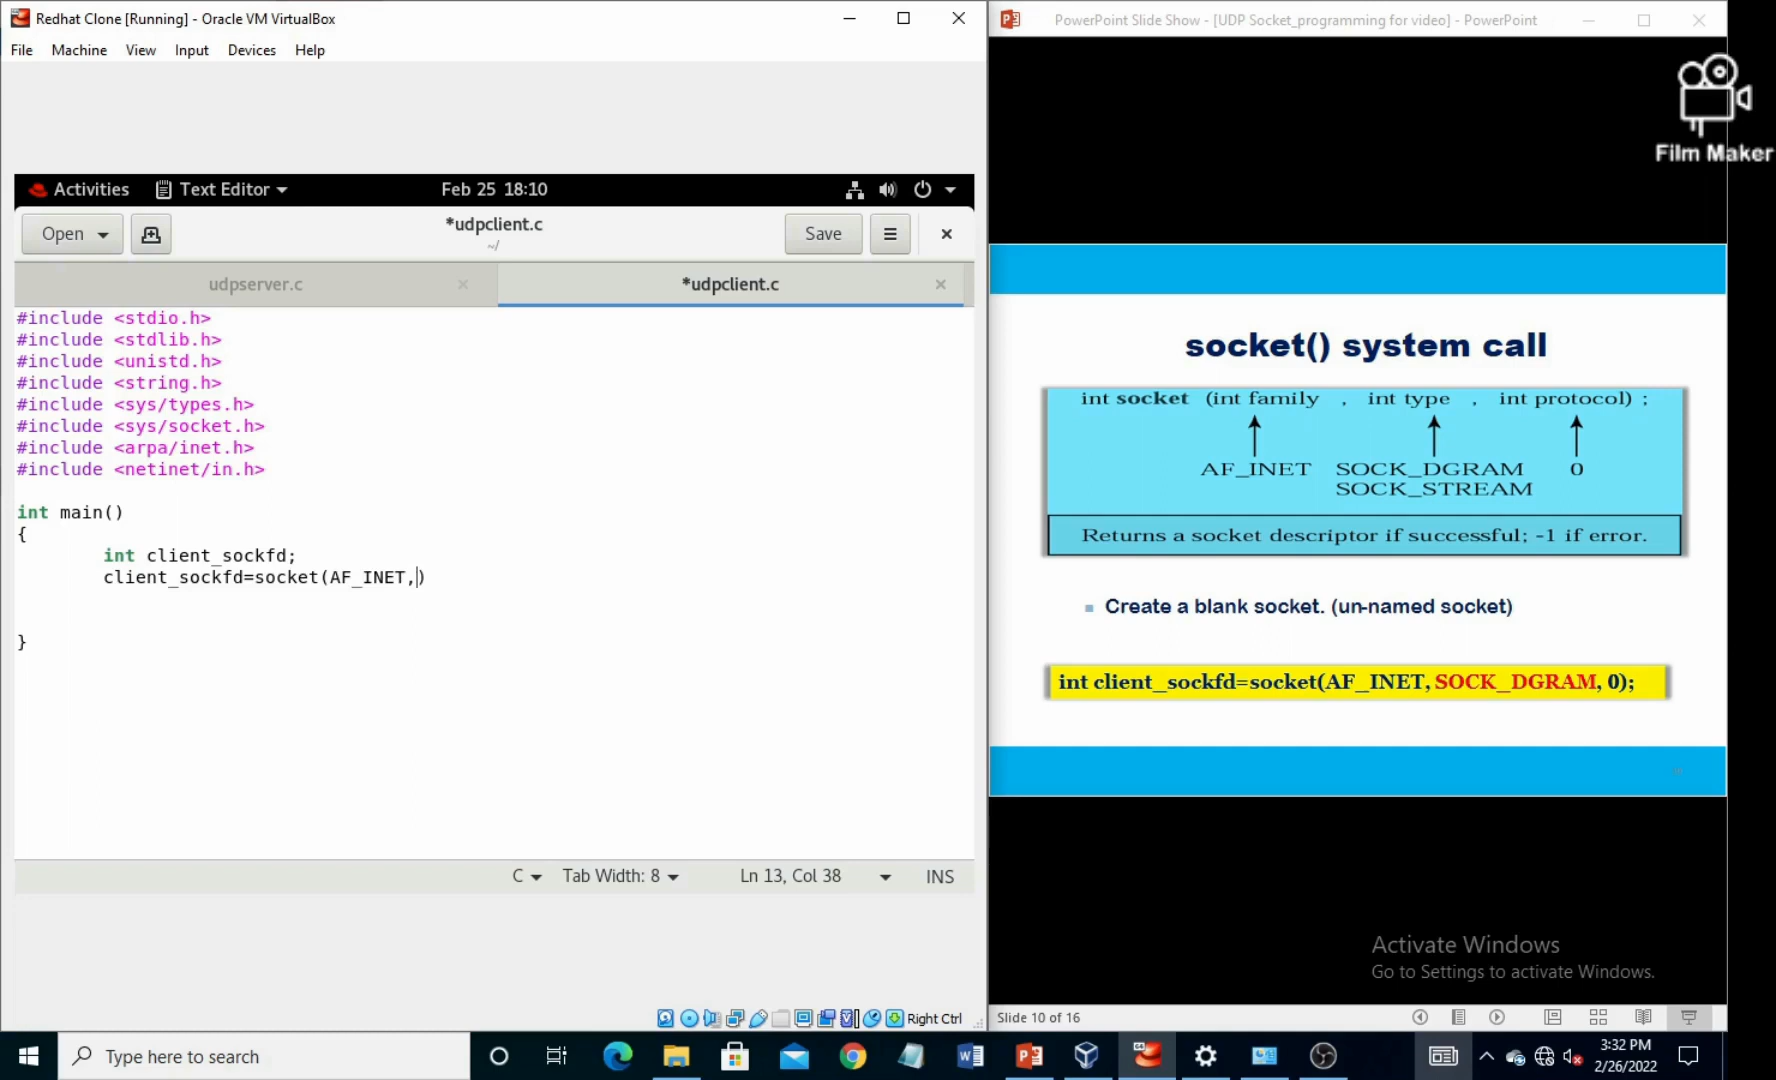 Redhat Clone [Running] - Oracle VM VirtualBox
File Machine View Input Devices Help
Activities Text Editor Feb 25 18:10
Open *udpclient.c Save
~/
udpserver.c *udpclient.c
#include <stdio.h>
#include <stdlib.h>
#include <unistd.h>
#include <string.h>
#include <sys/types.h>
#include <sys/socket.h>
#include <arpa/inet.h>
#include <netinet/in.h>
int main()
{
int client_sockfd;
client_sockfd=socket(AF_INET,)
}
C Tab Width: 8 Ln 13, Col 38 INS
Right Ctrl
PowerPoint Slide Show - [UDP Socket_programming for video] - PowerPoint
Film Maker
socket() system call
int socket (int family , int type , int protocol) ;
AF_INET SOCK_DGRAM 0
SOCK_STREAM
Returns a socket descriptor if successful; -1 if error.
Create a blank socket. (un-named socket)
int client_sockfd=socket(AF_INET, SOCK_DGRAM, 0);
Activate Windows
Go to Settings to activate Windows.
Slide 10 of 16
Type here to search
3:32 PM
2/26/2022